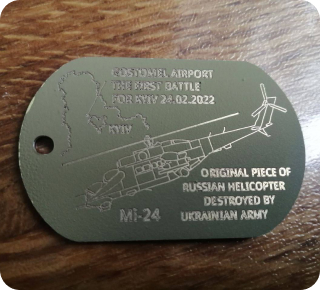 GOSTOMEL AIRPORT
THE FIRST BATTLE
FOR KYIV 24.02.2022
KYIV
ORIGINAL PIECE OF
RUSSIAN HELICOPTER
DESTROYED BY
UKRAINIAN ARMY
Mi-24